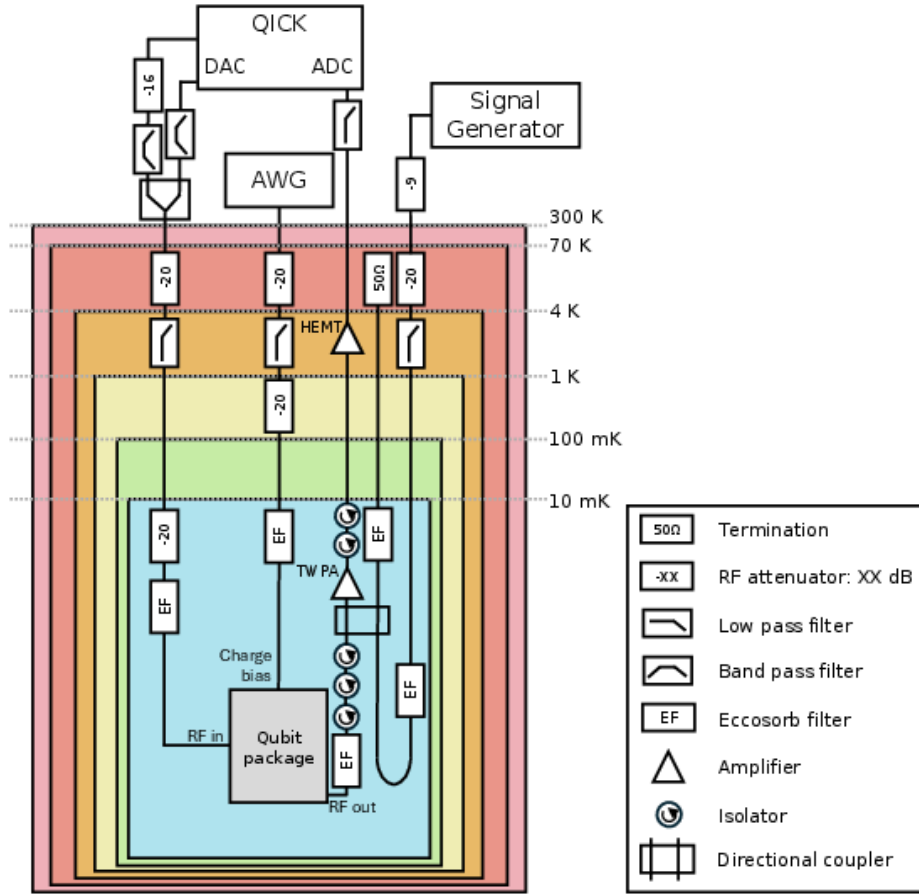 QICK
DAC ADC
-16
Signal
Generator
AWG
-9
300 K
70 K
-20
-20
50Ω
-20
4 K
HEMT
1 K
-20
100 mK
10 mK
-20
EF
EF
TWPA
EF
Charge
bias
EF
RF in
Qubit
package
EF
RF out
50Ω Termination
-XX RF attenuator: XX dB
Low pass filter
Band pass filter
EF Eccosorb filter
Amplifier
Isolator
Directional coupler